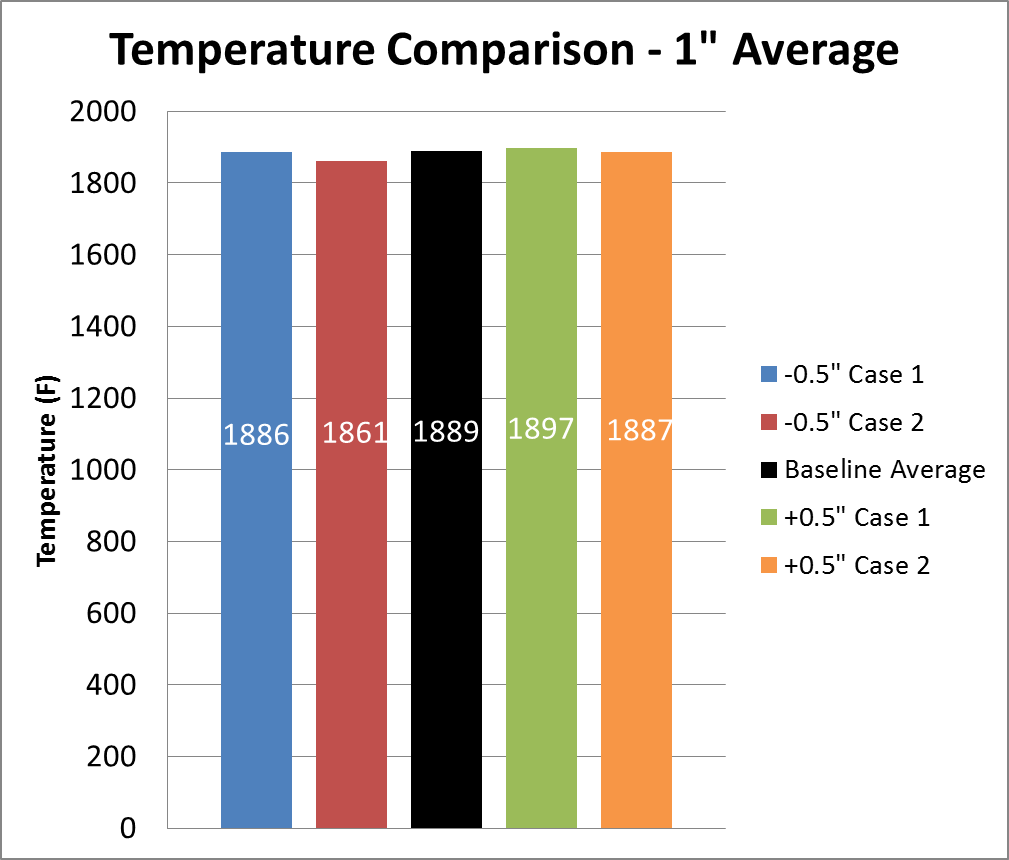 Temperature Comparison - 1" Average
2000
1800
1600
1400
1200
1000
800
600
400
200
0
Temperature (F)
1886
1861
1889
1897
1887
-0.5" Case 1
-0.5" Case 2
Baseline Average
+0.5" Case 1
+0.5" Case 2